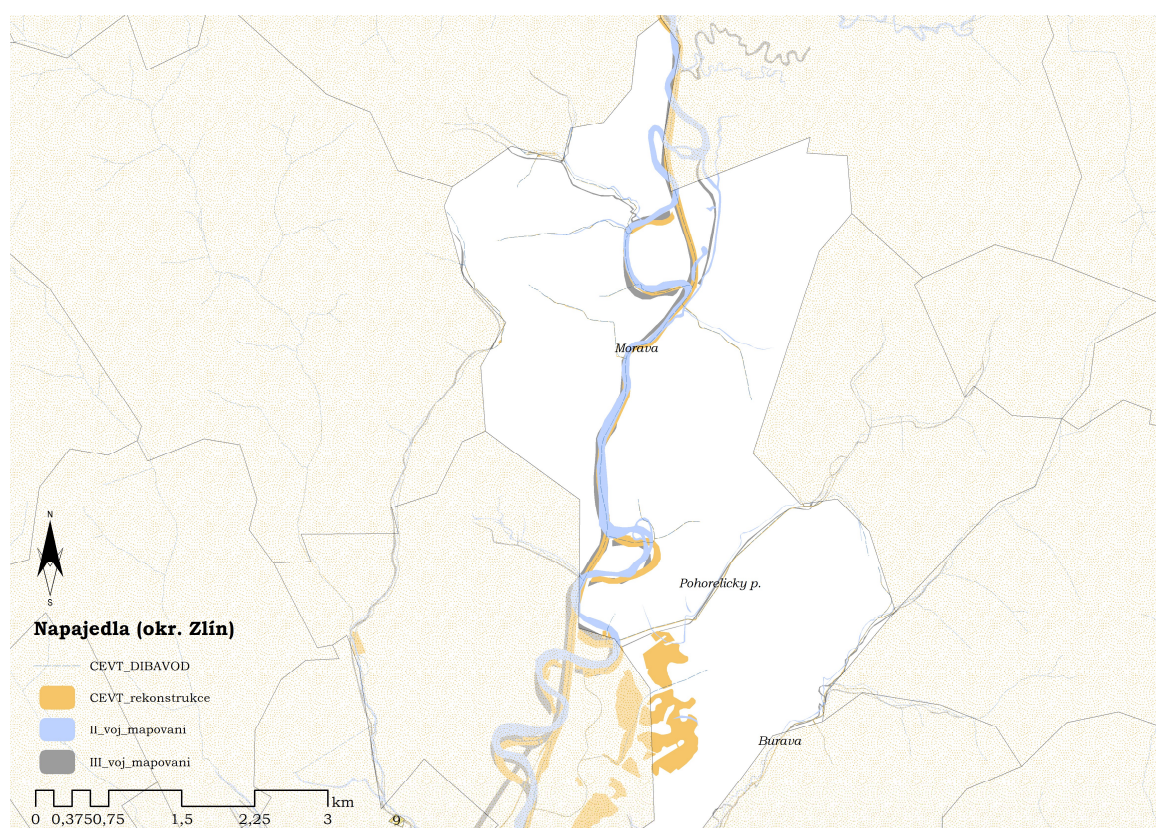 Morava
N
S
Pohorelicky p.
Napajedla (okr. Zlín)
CEVT_DIBAVOD
CEVT_rekonstrukce
II_voj_mapovani
III_voj_mapovani
Burava
km
0 0,3750,75 1,5 2,25 3 9